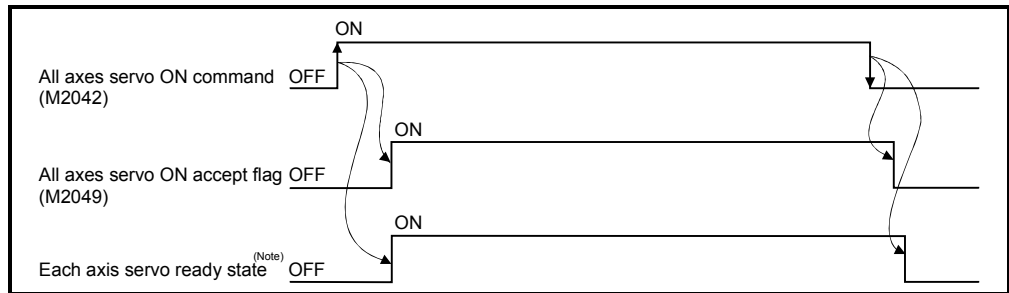 ON
All axes servo ON command OFF
(M2042)
ON
All axes servo ON accept flag OFF
(M2049)
ON
Each axis servo ready state (Note) OFF